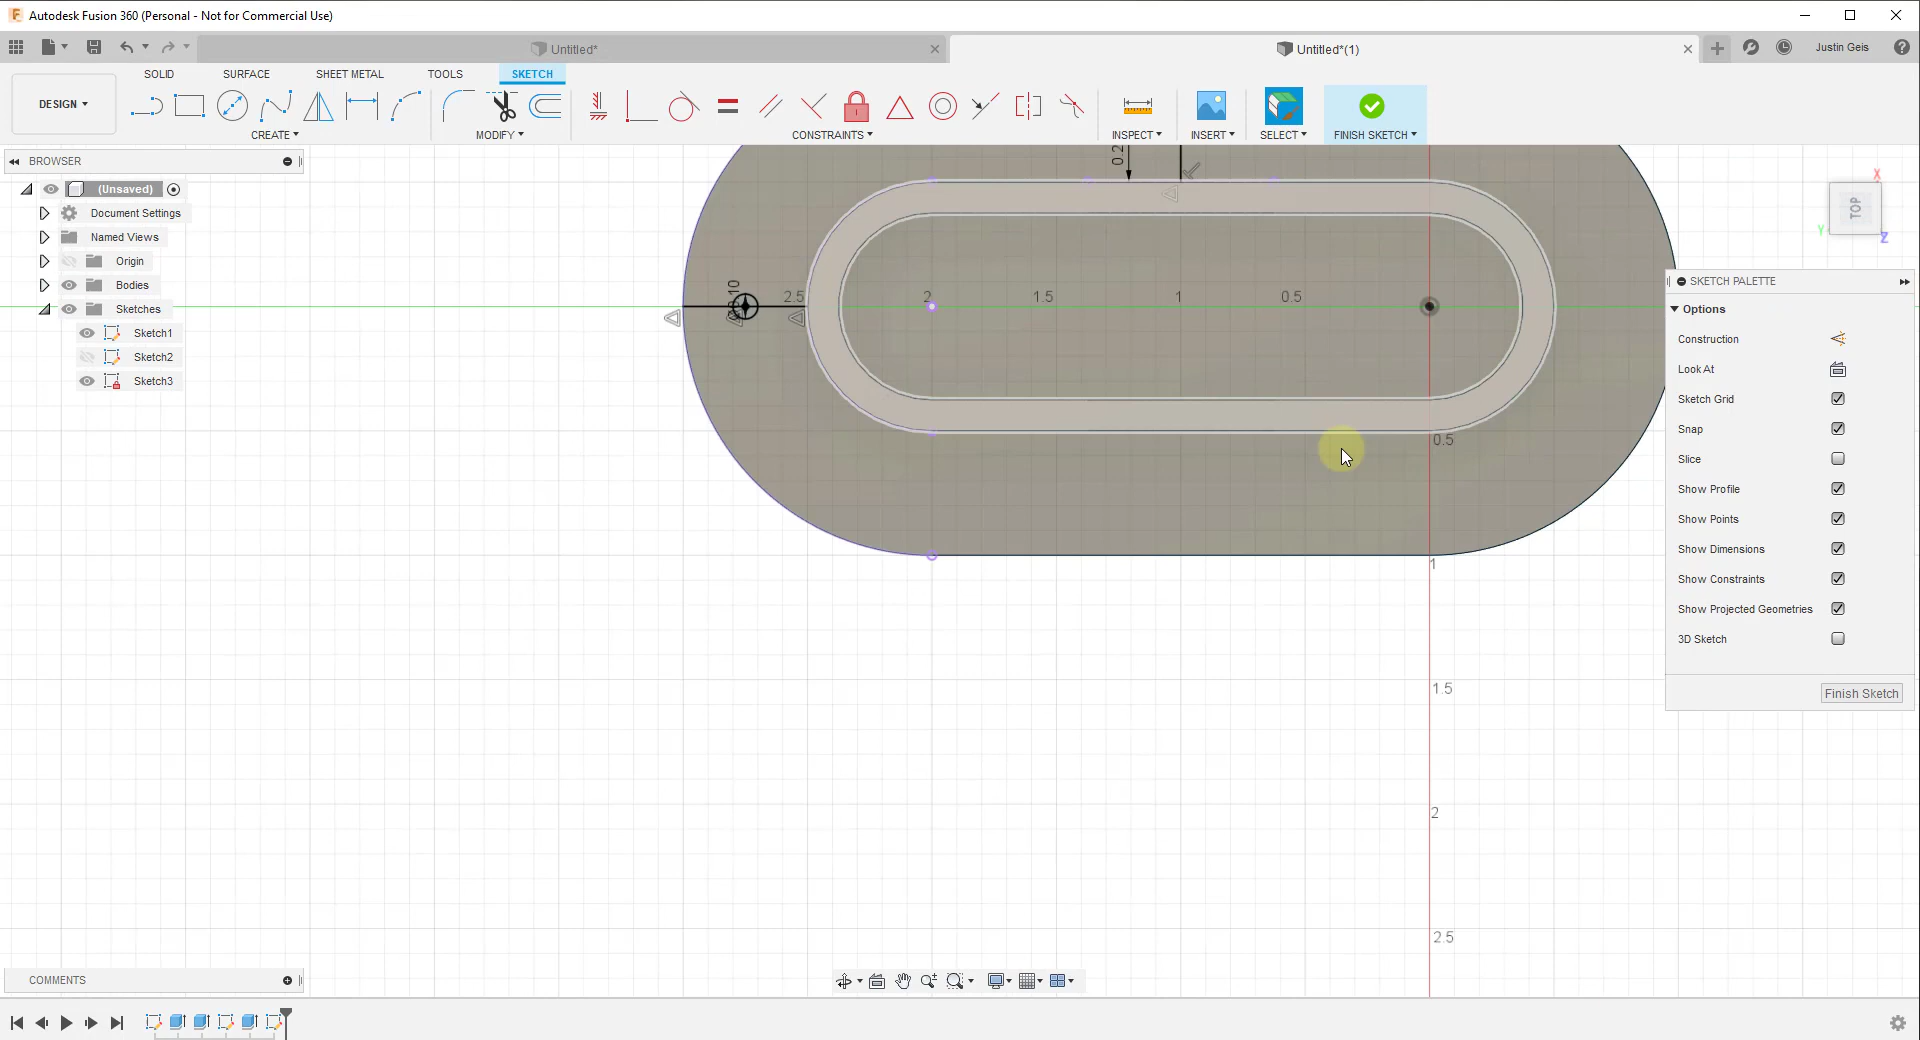 Autodesk Fusion 360 (Personal - Not for Commercial Use)
Untitled*
Untitled*(1)
Justin Geis
SOLID
SURFACE
SHEET METAL
TOOLS
SKETCH
DESIGN
CREATE
MODIFY
CONSTRAINTS
INSPECT
INSERT
SELECT
FINISH SKETCH
BROWSER
(Unsaved)
Document Settings
Named Views
Origin
Bodies
Sketches
Sketch1
Sketch2
Sketch3
0.2
2.5
2
1.5
1
0.5
0.5
1
1.5
2
2.5
TOP
X
Y
Z
SKETCH PALETTE
Options
Construction
Look At
Sketch Grid
Snap
Slice
Show Profile
Show Points
Show Dimensions
Show Constraints
Show Projected Geometries
3D Sketch
Finish Sketch
COMMENTS